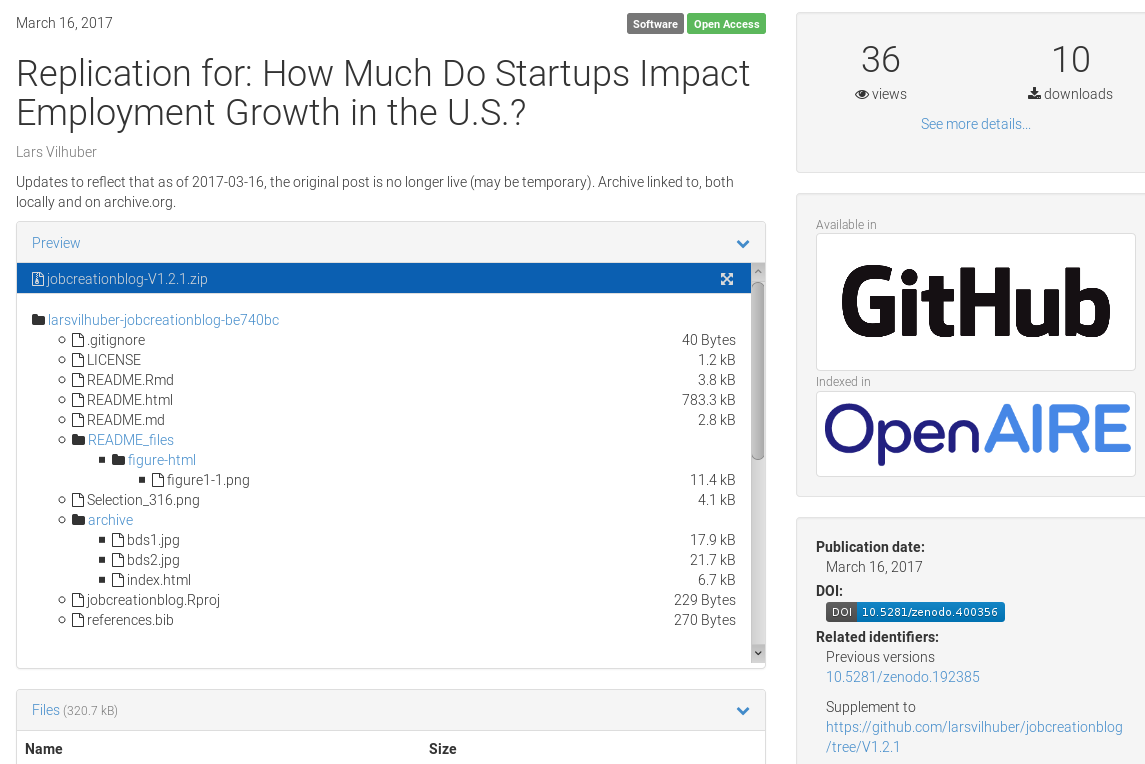 March 16, 2017
Software Open Access
Replication for: How Much Do Startups Impact
Employment Growth in the U.S.?
Lars Vilhuber
Updates to reflect that as of 2017-03-16, the original post is no longer live (may be temporary). Archive linked to, both
locally and on archive.org.
Preview
jobcreationblog-V1.2.1.zip
larsvilhuber-jobcreationblog-be740bc
.gitignore 40 Bytes
LICENSE 1.2 kB
README.Rmd 3.8 kB
README.html 783.3 kB
README.md 2.8 kB
README_files
figure-html
figure1-1.png 11.4 kB
Selection_316.png 4.1 kB
archive
bds1.jpg 17.9 kB
bds2.jpg 21.7 kB
index.html 6.7 kB
jobcreationblog.Rproj 229 Bytes
references.bib 270 Bytes
Files (320.7 kB)
Name Size
36 10
views downloads
See more details...
Available in
GitHub
Indexed in
OpenAIRE
Publication date:
March 16, 2017
DOI:
DOI 10.5281/zenodo.400356
Related identifiers:
Previous versions
10.5281/zenodo.192385
Supplement to
https://github.com/larsvilhuber/jobcreationblog
/tree/V1.2.1